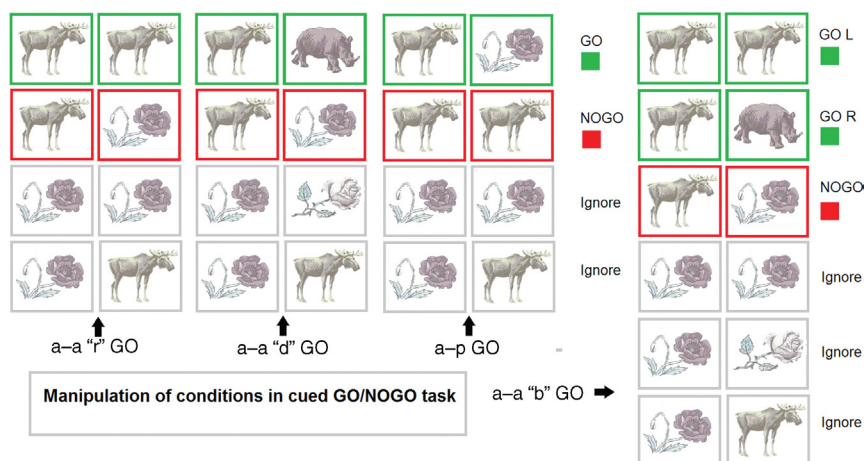 GO
NOGO
Ignore
Ignore
a–a “r” GO
a–a “d” GO
a–p GO
Manipulation of conditions in cued GO/NOGO task
a–a “b” GO
GO L
GO R
NOGO
Ignore
Ignore
Ignore